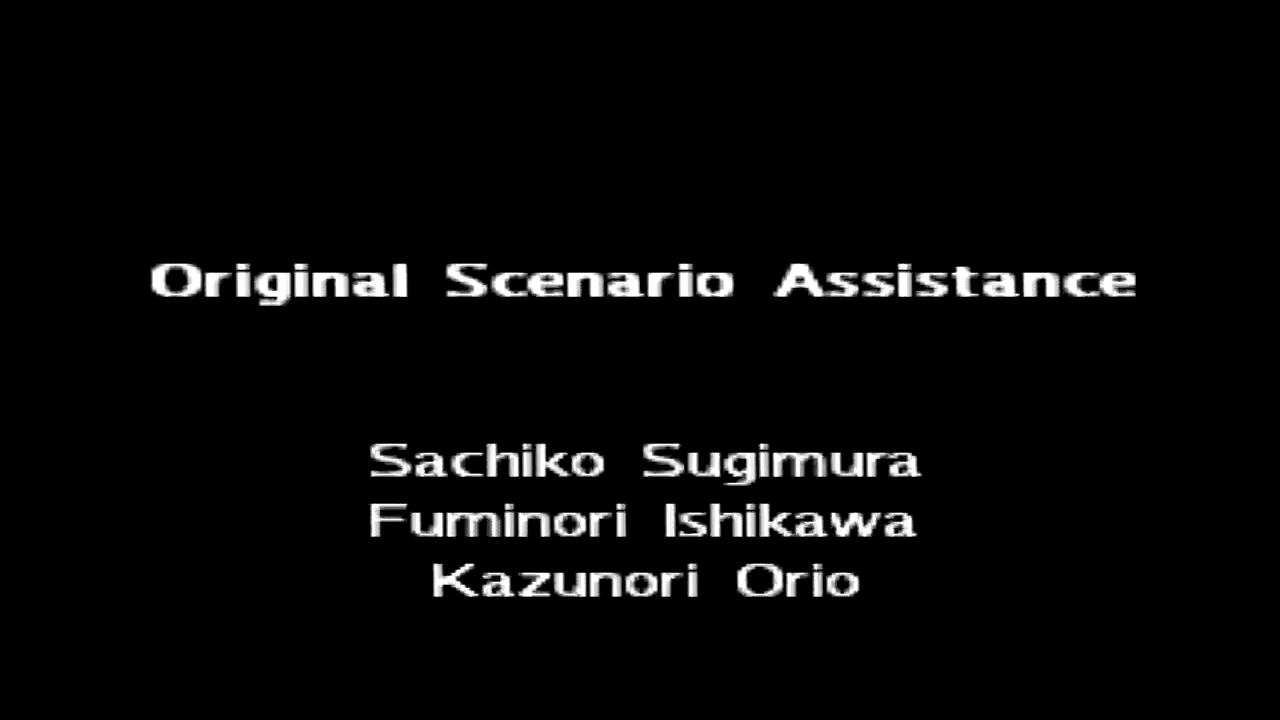 Original Scenario Assistance
Sachiko Sugimura
Fuminori Ishikawa
Kazunori Orio